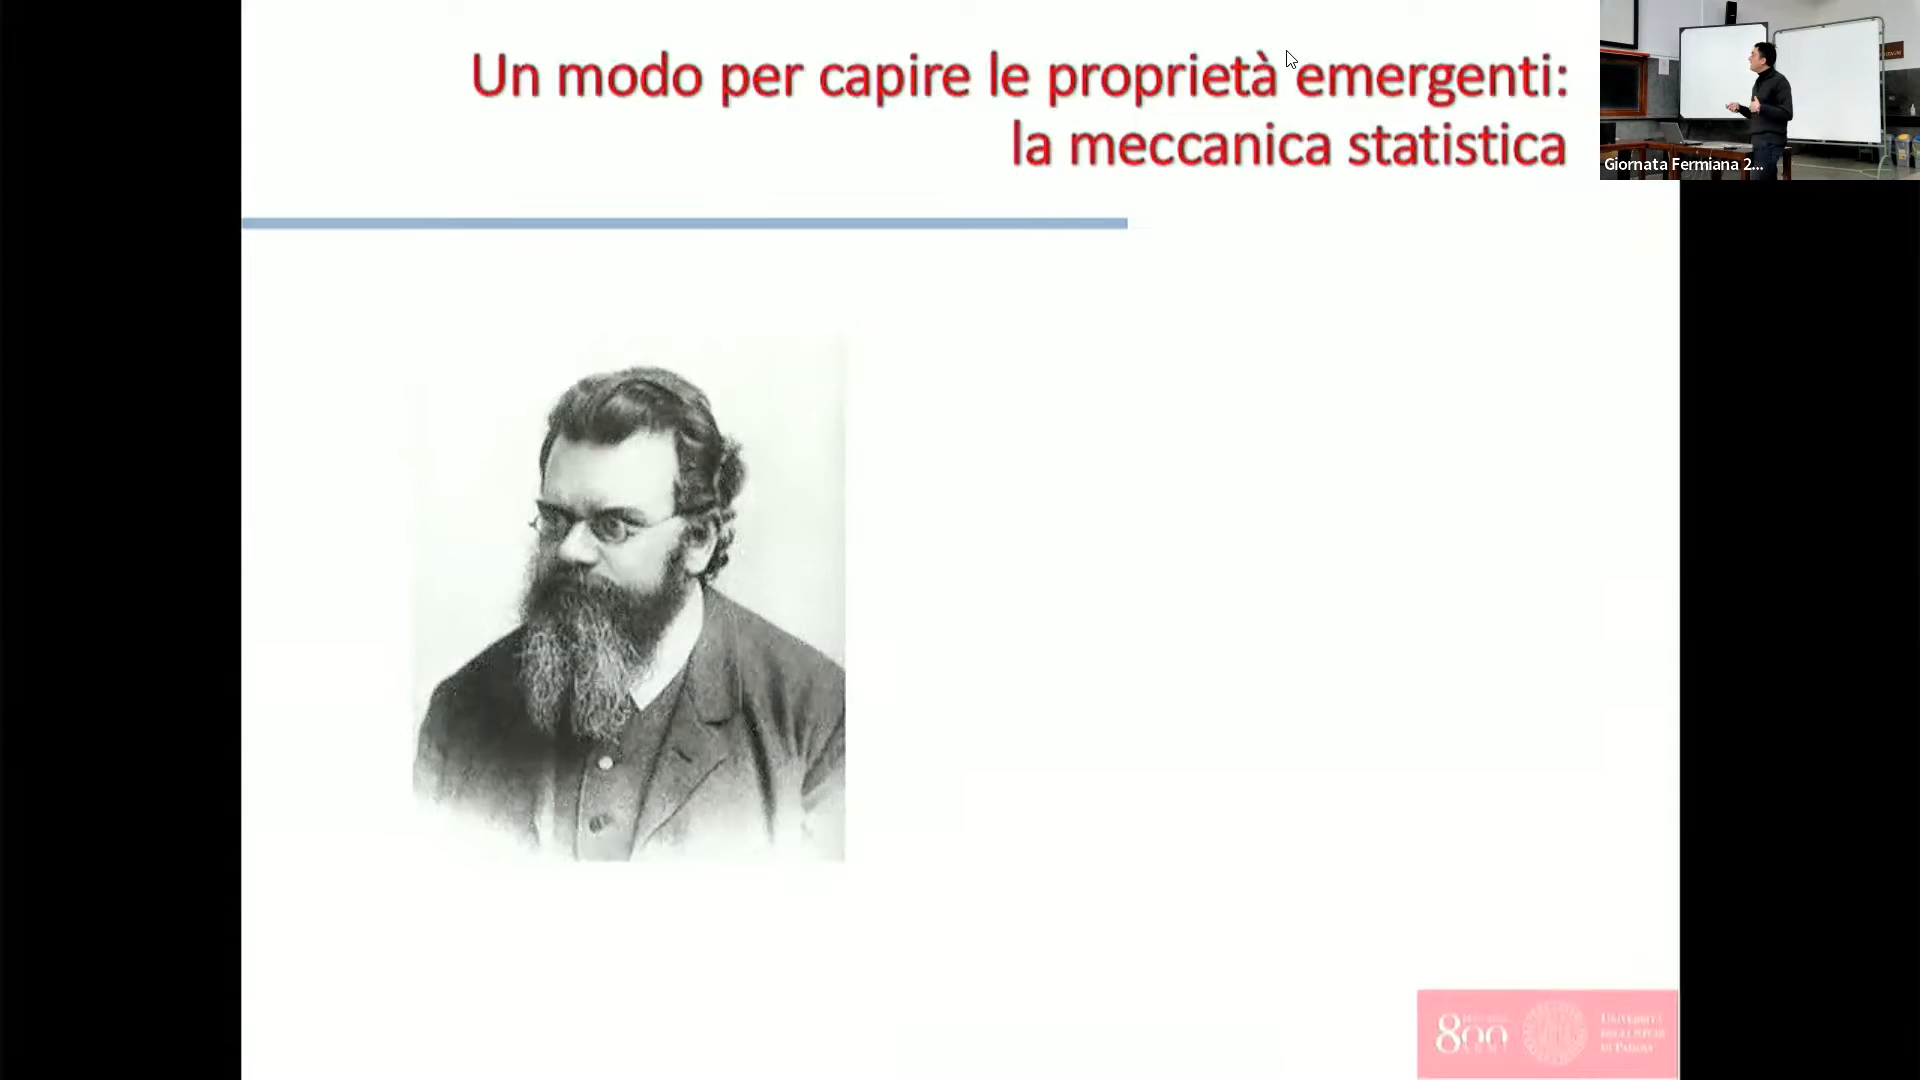 Un modo per capire le proprietà emergenti:
la meccanica statistica
Giornata Fermiana 2...
800
ANNI
UNIVERSITÀ
DEGLI STUDI
DI PADOVA